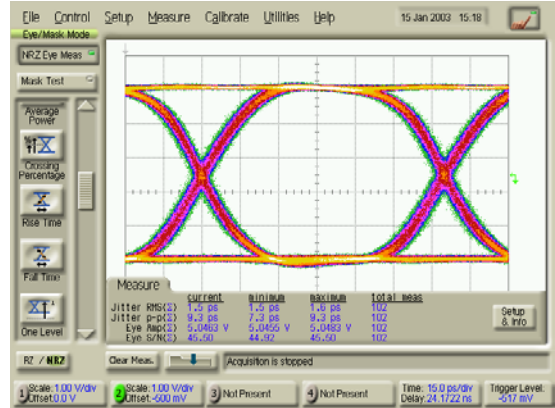 File Control Setup Measure Calibrate Utilities Help 15 Jan 2003 15:18
Eye/Mask Mode
NRZ Eye Meas
Mask Test
Average
Power
Crossing
Percentage
Rise Time
Fall Time
One Level
Measure
current minimum maximum total meas
Jitter RMS(Σ) 1.5 ps 1.5 ps 1.6 ps 102
Jitter p-p(Σ) 9.3 ps 7.3 ps 9.3 ps 102
Eye Amp(Σ) 5.0463 V 5.0455 V 5.0483 V 102
Eye S/N(Σ) 45.50 44.92 45.50 102
Setup
& Info
RZ / NRZ
Clear Meas.
Acquisition is stopped
1 Scale: 1.00 V/div
Offset: 0.0 V
2 Scale: 1.00 V/div
Offset: -500 mV
3 Not Present
4 Not Present
Time: 15.0 ps/div
Delay: 24.1722 ns
Trigger Level:
-517 mV